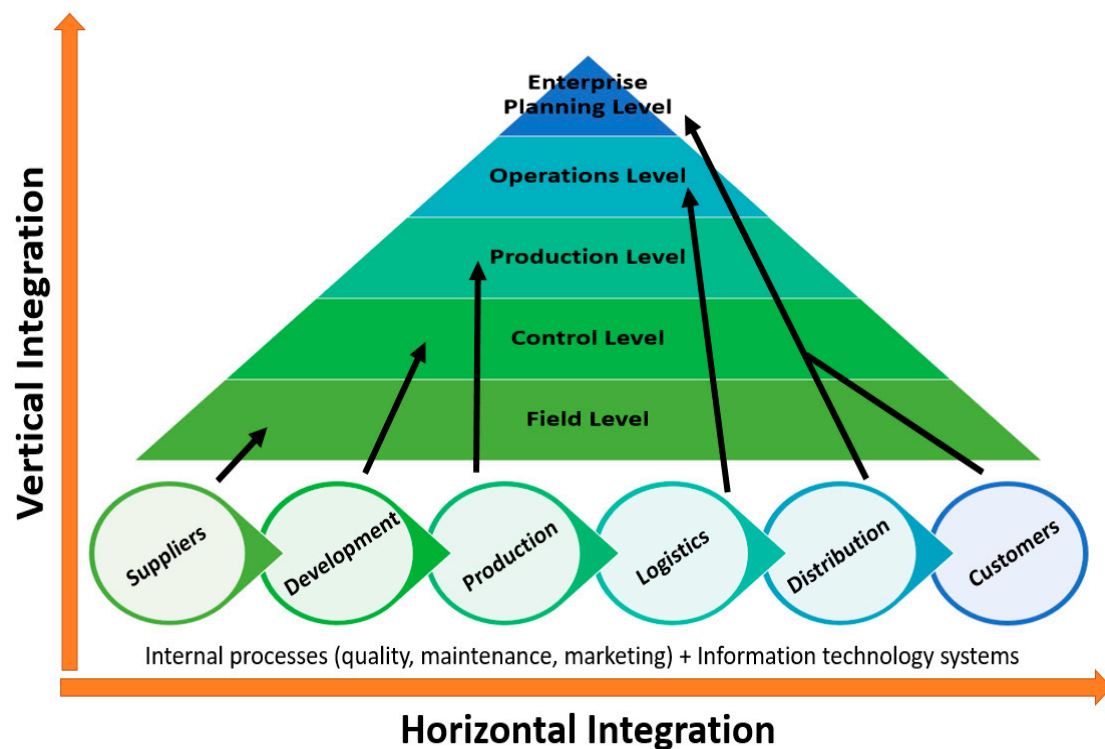 Enterprise
Planning Level
Operations Level
Production Level
Control Level
Field Level
Vertical Integration
Suppliers
Development
Production
Logistics
Distribution
Customers
Internal processes (quality, maintenance, marketing) + Information technology systems
Horizontal Integration